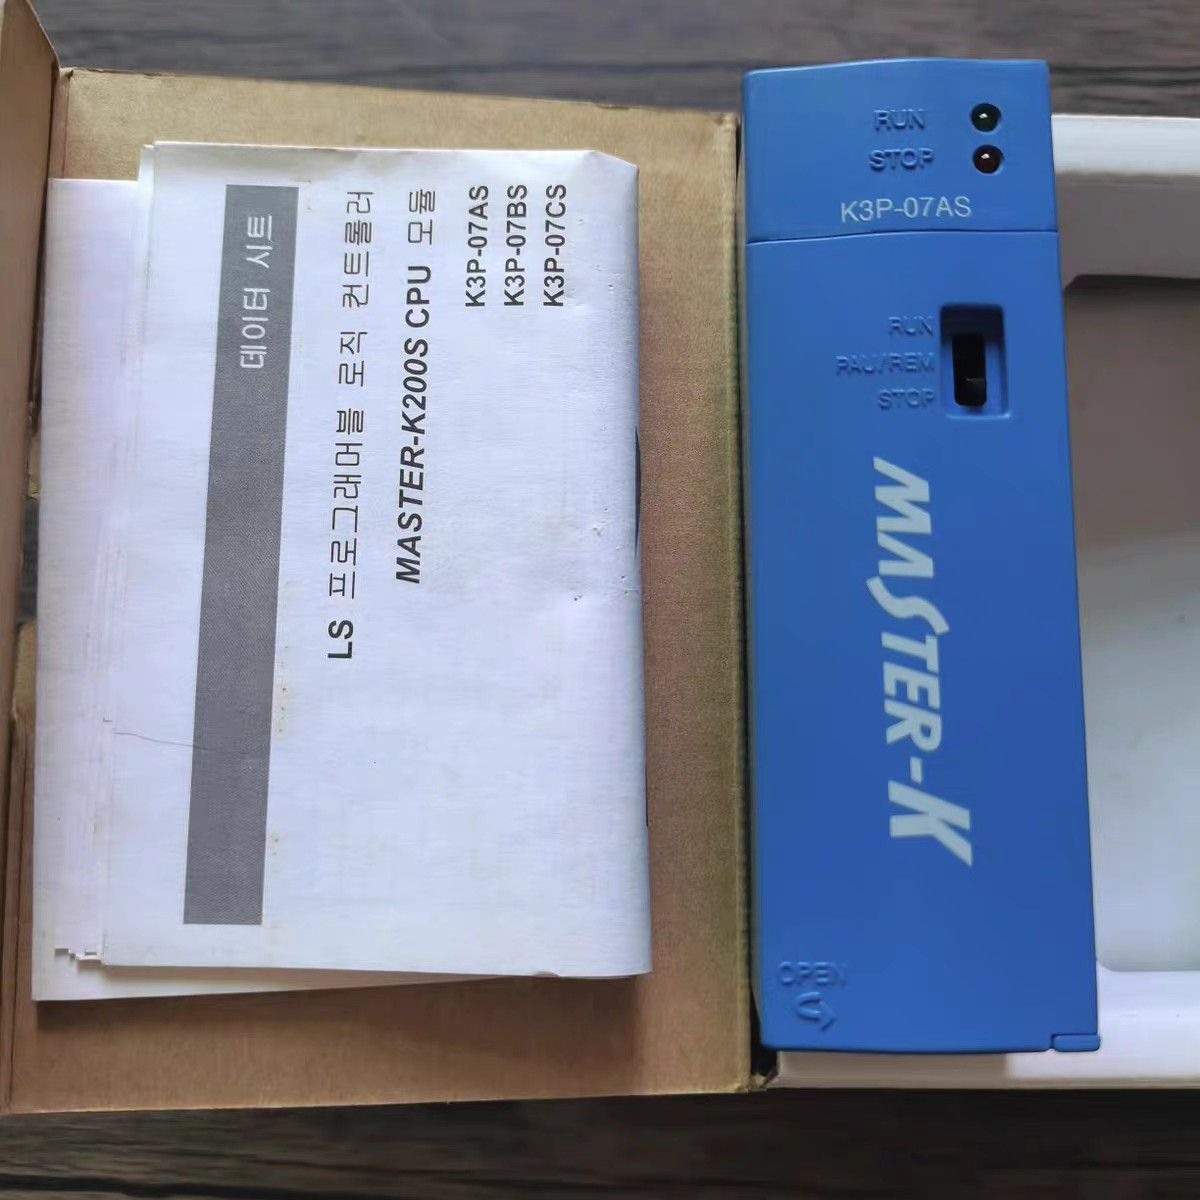 데이터 시트
LS 프로그래머블 로직 컨트롤러
MASTER-K200S CPU 모듈
K3P-07AS
K3P-07BS
K3P-07CS
RUN
STOP
K3P-07AS
RUN
PAU/REM
STOP
MASTER-K
OPEN